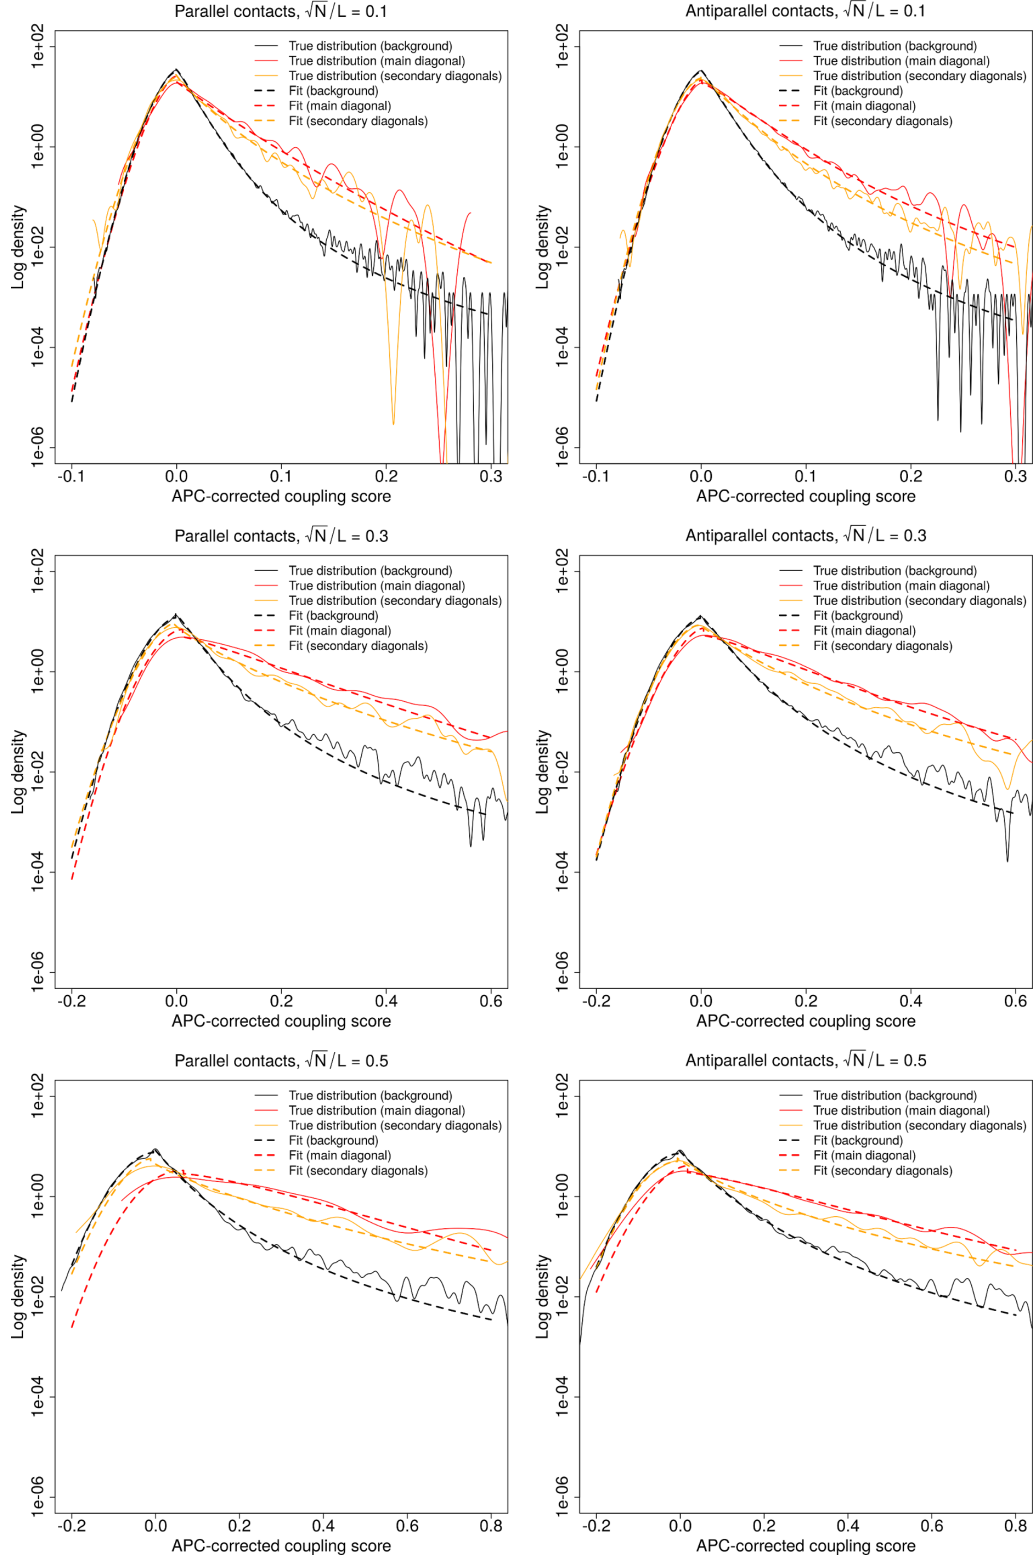 Parallel contacts, √N/L = 0.1
True distribution (background)
True distribution (main diagonal)
True distribution (secondary diagonals)
Fit (background)
Fit (main diagonal)
Fit (secondary diagonals)
Log density
1e+02
1e+00
1e-02
1e-04
1e-06
-0.1 0.0 0.1 0.2 0.3
APC-corrected coupling score
Antiparallel contacts, √N/L = 0.1
True distribution (background)
True distribution (main diagonal)
True distribution (secondary diagonals)
Fit (background)
Fit (main diagonal)
Fit (secondary diagonals)
Log density
1e+02
1e+00
1e-02
1e-04
1e-06
-0.1 0.0 0.1 0.2 0.3
APC-corrected coupling score
Parallel contacts, √N/L = 0.3
True distribution (background)
True distribution (main diagonal)
True distribution (secondary diagonals)
Fit (background)
Fit (main diagonal)
Fit (secondary diagonals)
Log density
1e+02
1e+00
1e-02
1e-04
1e-06
-0.2 0.0 0.2 0.4 0.6
APC-corrected coupling score
Antiparallel contacts, √N/L = 0.3
True distribution (background)
True distribution (main diagonal)
True distribution (secondary diagonals)
Fit (background)
Fit (main diagonal)
Fit (secondary diagonals)
Log density
1e+02
1e+00
1e-02
1e-04
1e-06
-0.2 0.0 0.2 0.4 0.6
APC-corrected coupling score
Parallel contacts, √N/L = 0.5
True distribution (background)
True distribution (main diagonal)
True distribution (secondary diagonals)
Fit (background)
Fit (main diagonal)
Fit (secondary diagonals)
Log density
1e+02
1e+00
1e-02
1e-04
1e-06
-0.2 0.0 0.2 0.4 0.6 0.8
APC-corrected coupling score
Antiparallel contacts, √N/L = 0.5
True distribution (background)
True distribution (main diagonal)
True distribution (secondary diagonals)
Fit (background)
Fit (main diagonal)
Fit (secondary diagonals)
Log density
1e+02
1e+00
1e-02
1e-04
1e-06
-0.2 0.0 0.2 0.4 0.6 0.8
APC-corrected coupling score